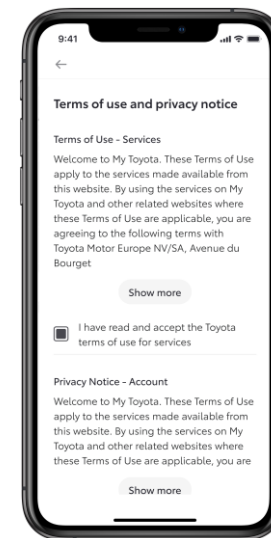 9:41
Terms of use and privacy notice
Terms of Use - Services
Welcome to My Toyota. These Terms of Use
apply to the services made available from
this website. By using the services on My
Toyota and other related websites where
these Terms of Use are applicable, you are
agreeing to the following terms with
Toyota Motor Europe NV/SA, Avenue du
Bourget
Show more
I have read and accept the Toyota
terms of use for services
Privacy Notice - Account
Welcome to My Toyota. These Terms of Use
apply to the services made available from
this website. By using the services on My
Toyota and other related websites where
these Terms of Use are applicable, you are
Show more